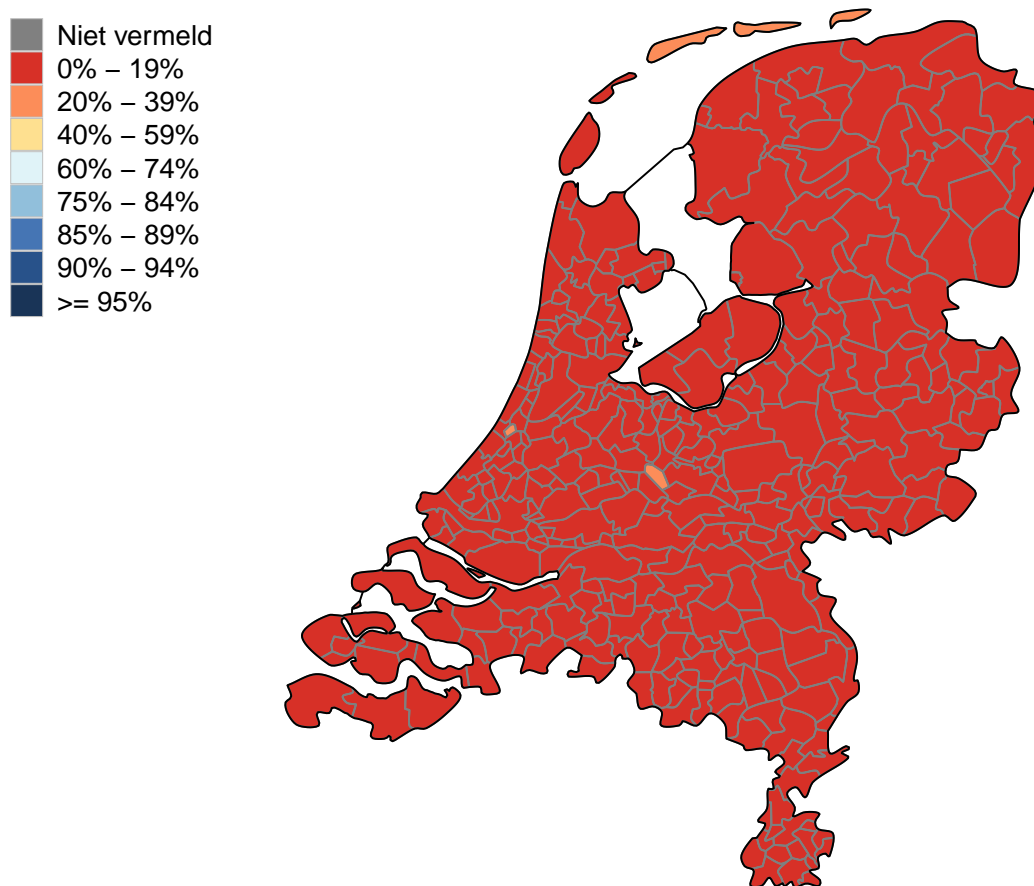 Niet vermeld
0% – 19%
20% – 39%
40% – 59%
60% – 74%
75% – 84%
85% – 89%
90% – 94%
>= 95%